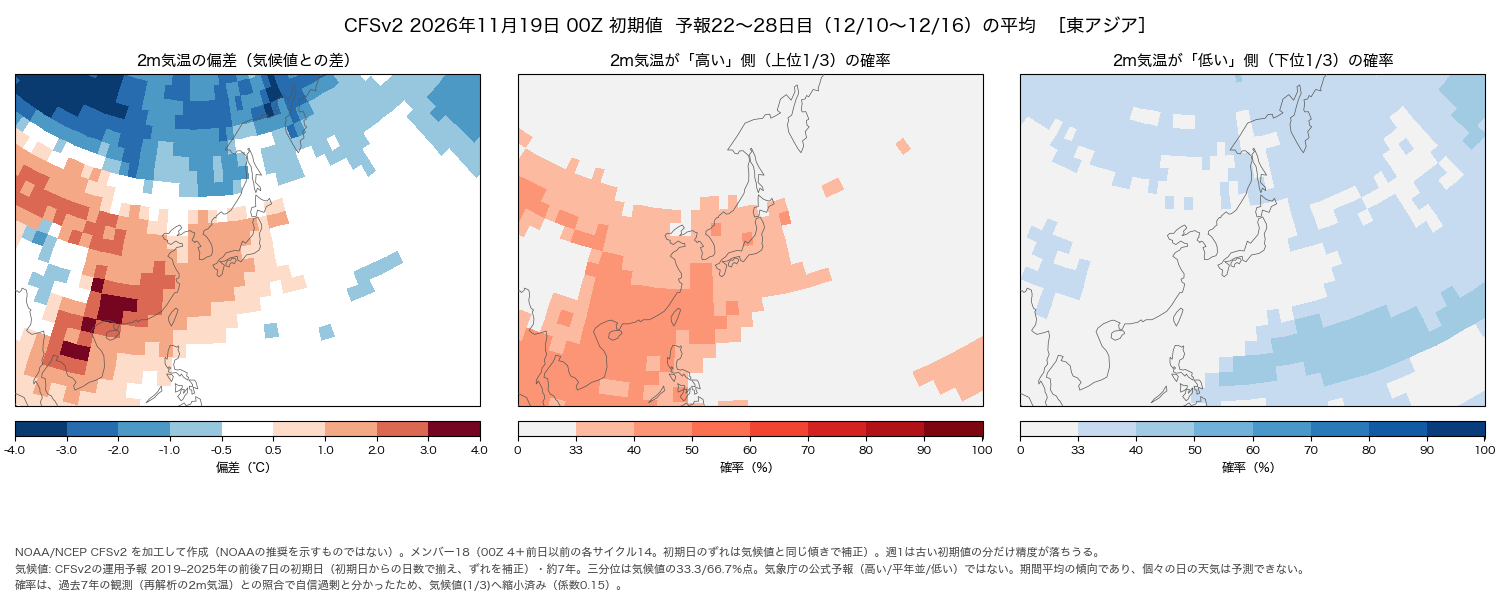 CFSv2 2026年11月19日 00Z 初期値 予報22～28日目（12/10～12/16）の平均 ［東アジア］
2m気温の偏差（気候値との差）
2m気温が「高い」側（上位1/3）の確率
2m気温が「低い」側（下位1/3）の確率
-4.0 -3.0 -2.0 -1.0 -0.5 0.5 1.0 2.0 3.0 4.0
偏差（℃）
0 33 40 50 60 70 80 90 100
確率（%）
0 33 40 50 60 70 80 90 100
確率（%）
NOAA/NCEP CFSv2 を加工して作成（NOAAの推奨を示すものではない）。メンバー18（00Z 4＋前日以前の各サイクル14。初期日のずれは気候値と同じ傾きで補正）。週1は古い初期値の分だけ精度が落ちうる。
気候値: CFSv2の運用予報 2019–2025年の前後7日の初期日（初期日からの日数で揃え、ずれを補正）・約7年。三分位は気候値の33.3/66.7%点。気象庁の公式予報（高い/平年並/低い）ではない。期間平均の傾向であり、個々の日の天気は予測できない。
確率は、過去7年の観測（再解析の2m気温）との照合で自信過剰と分かったため、気候値(1/3)へ縮小済み（係数0.15）。